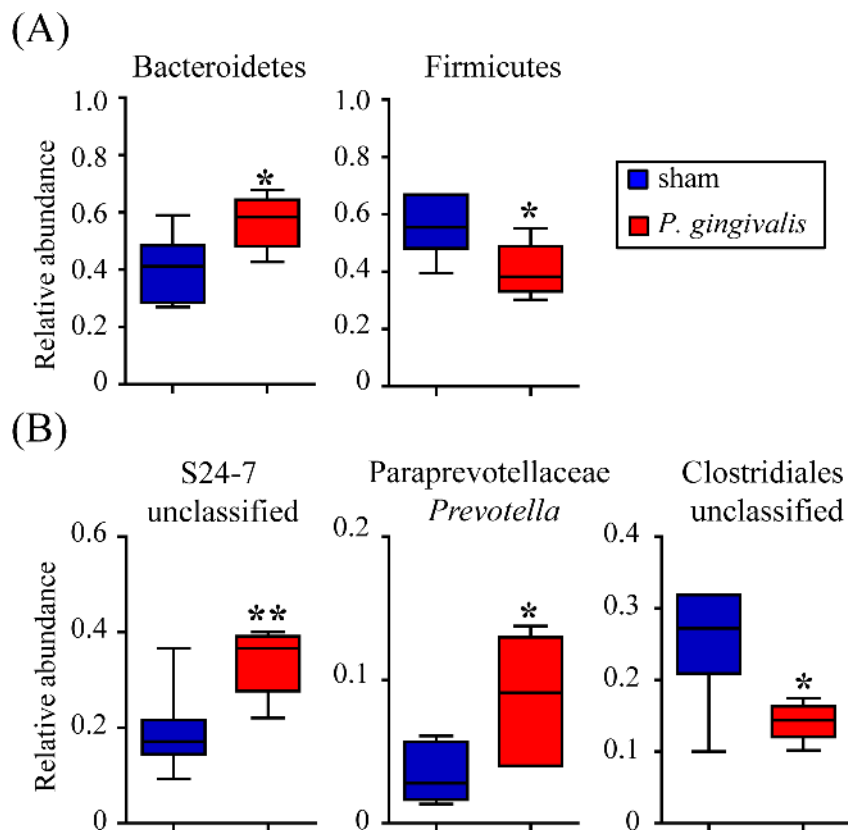 (A)
Bacteroidetes
Firmicutes
Relative abundance
1.0
0.8
0.6
0.4
0.2
0
*
1.0
0.8
0.6
0.4
0.2
0
*
sham
P. gingivalis
(B)
S24-7
unclassified
Paraprevotellaceae
Prevotella
Clostridiales
unclassified
Relative abundance
0.6
0.4
0.2
0
**
0.2
0.1
0
*
0.4
0.3
0.2
0.1
0
*